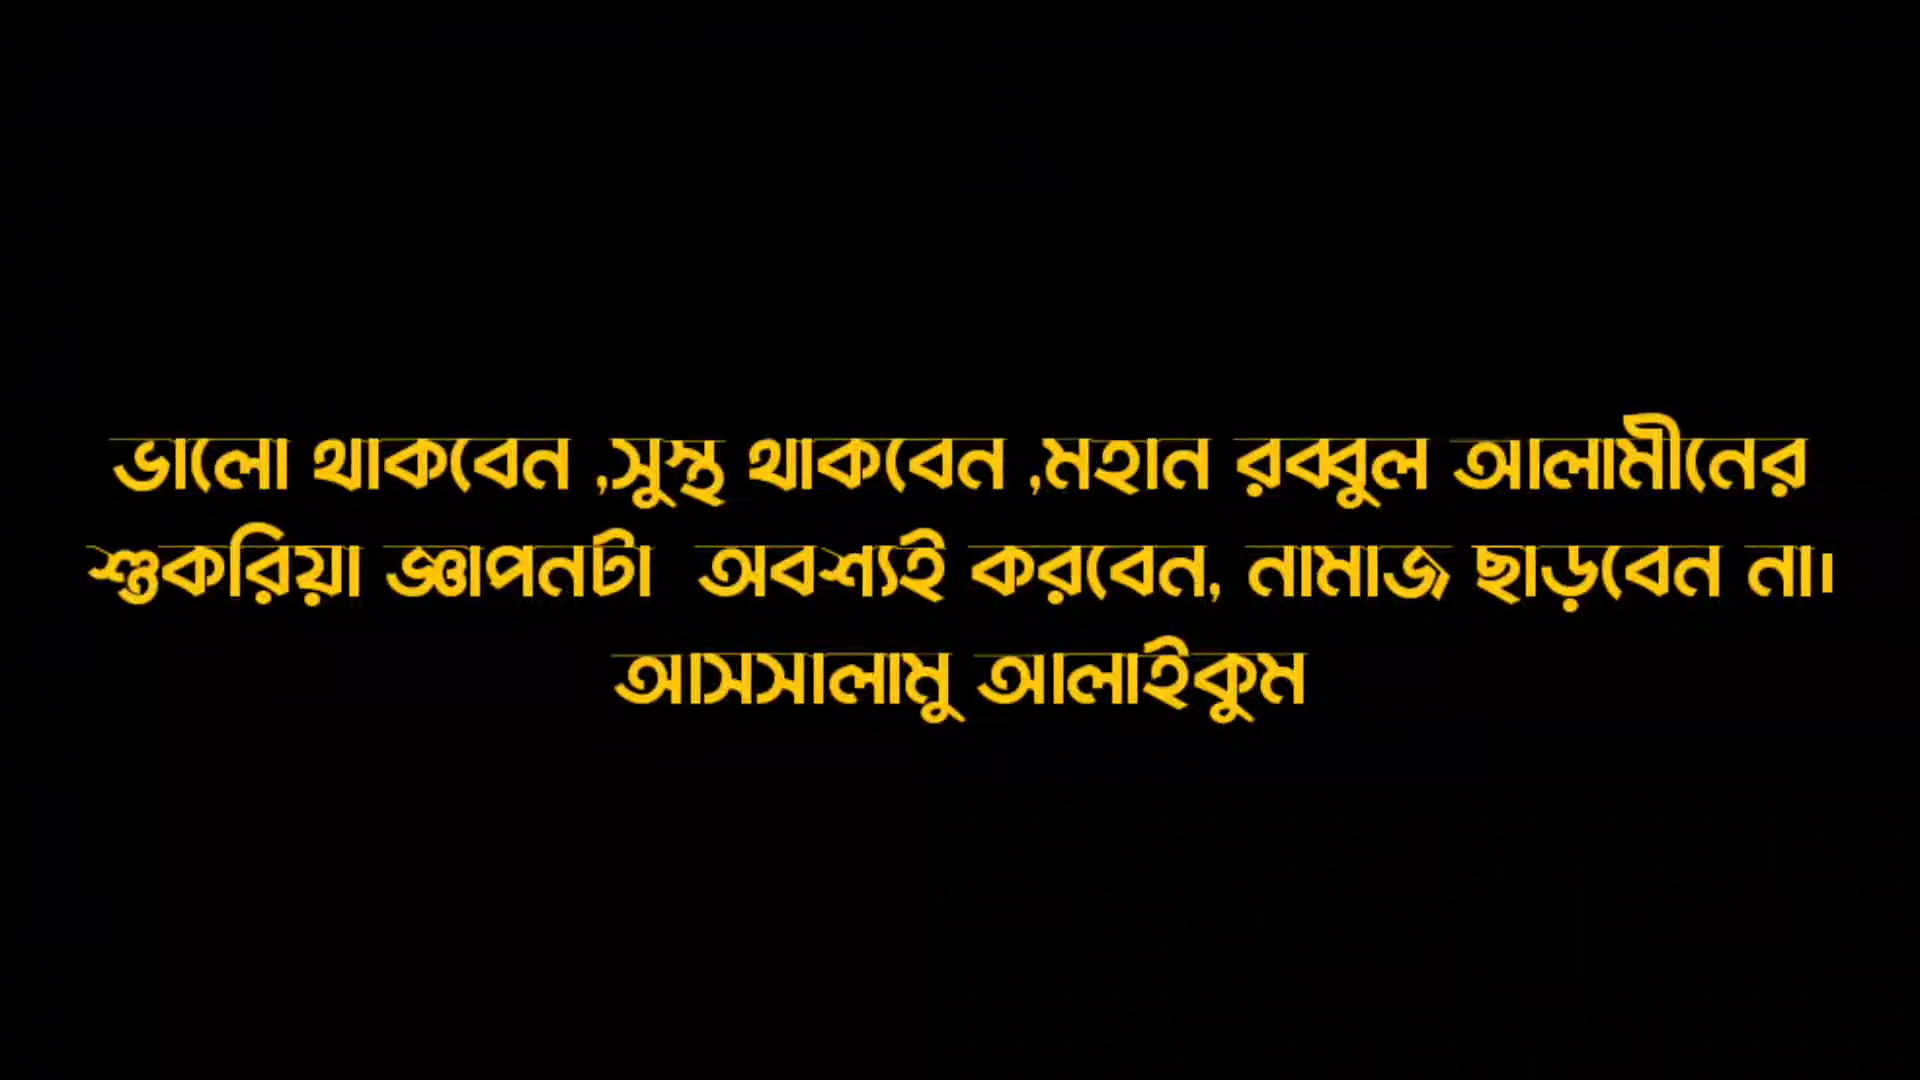 ভালো থাকবেন ,সুস্থ থাকবেন ,মহান রব্বুল আলামীনের
শুকরিয়া জ্ঞাপনটা  অবশ্যই করবেন, নামাজ ছাড়বেন না।
আসসালামু আলাইকুম